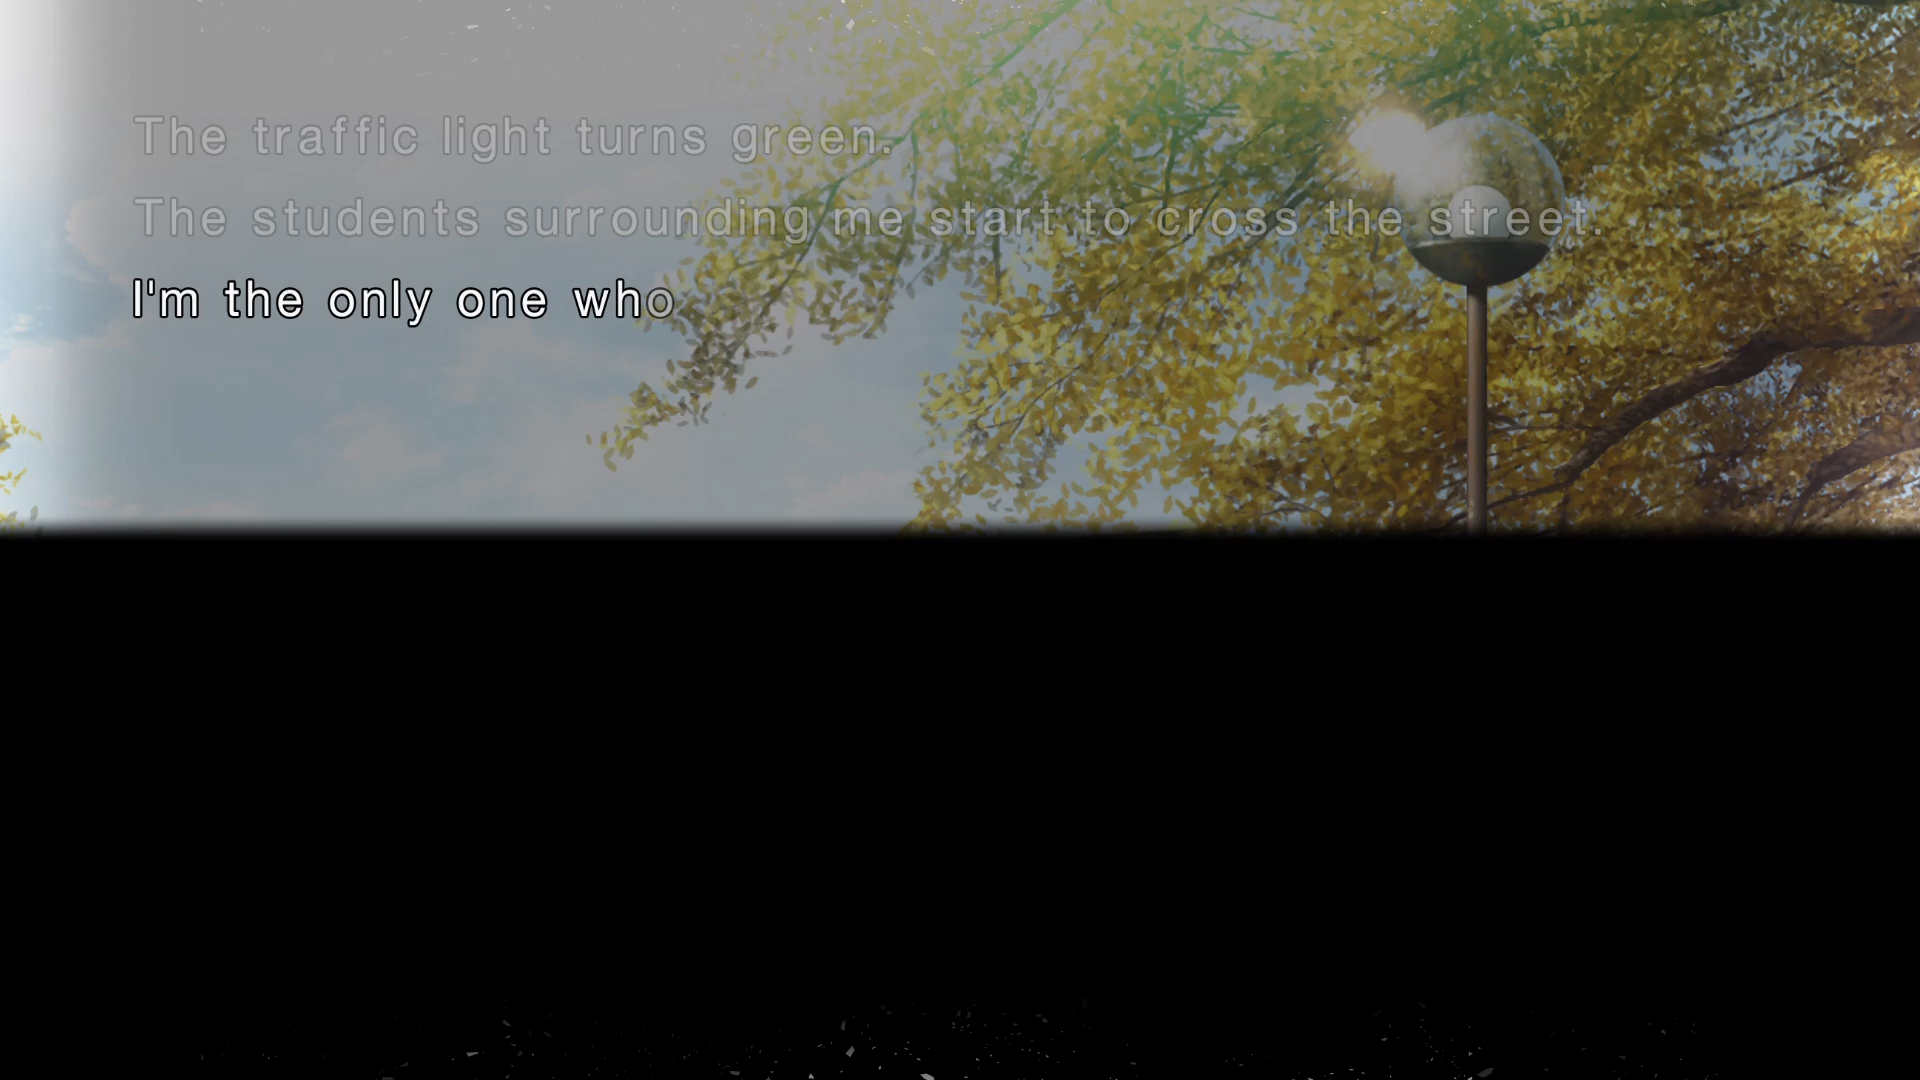 The traffic light turns green.
The students surrounding me start to cross the street.
I'm the only one who